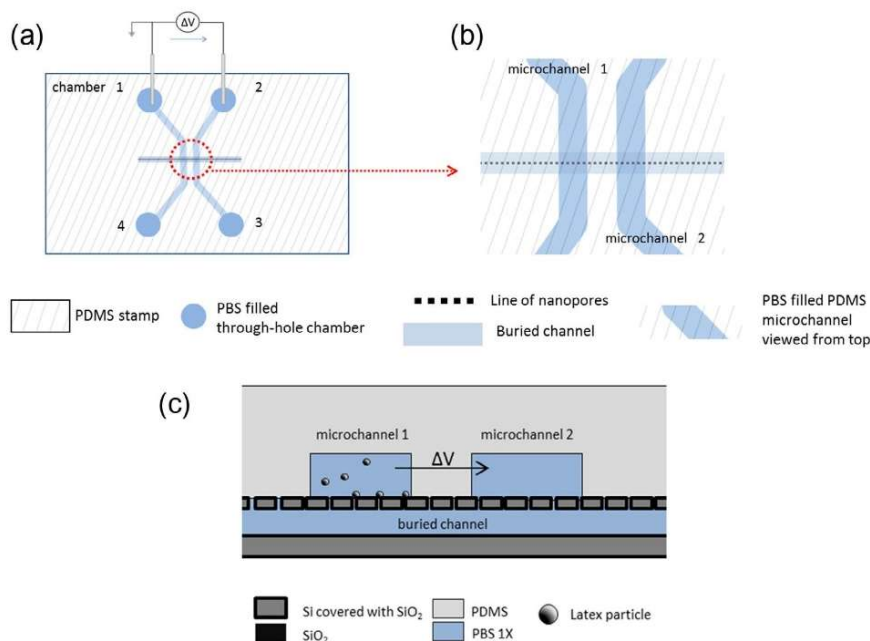 (a)
ΔV
chamber 1
2
4
3
(b)
microchannel 1
microchannel 2
PDMS stamp
PBS filled
through-hole chamber
Line of nanopores
Buried channel
PBS filled PDMS
microchannel
viewed from top
(c)
microchannel 1
microchannel 2
ΔV
buried channel
Si covered with SiO₂
PDMS
Latex particle
SiO₂
PBS 1X